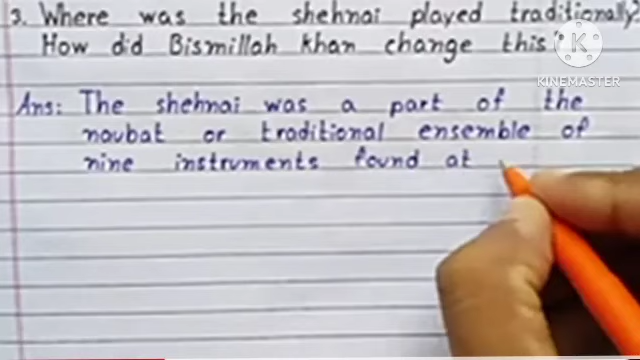 3. Where was the shehnai played traditionally?
How did Bismillah Khan change this?
Ans: The shehnai was a part of the
naubat or traditional ensemble of
nine instruments found at
KINEMASTER